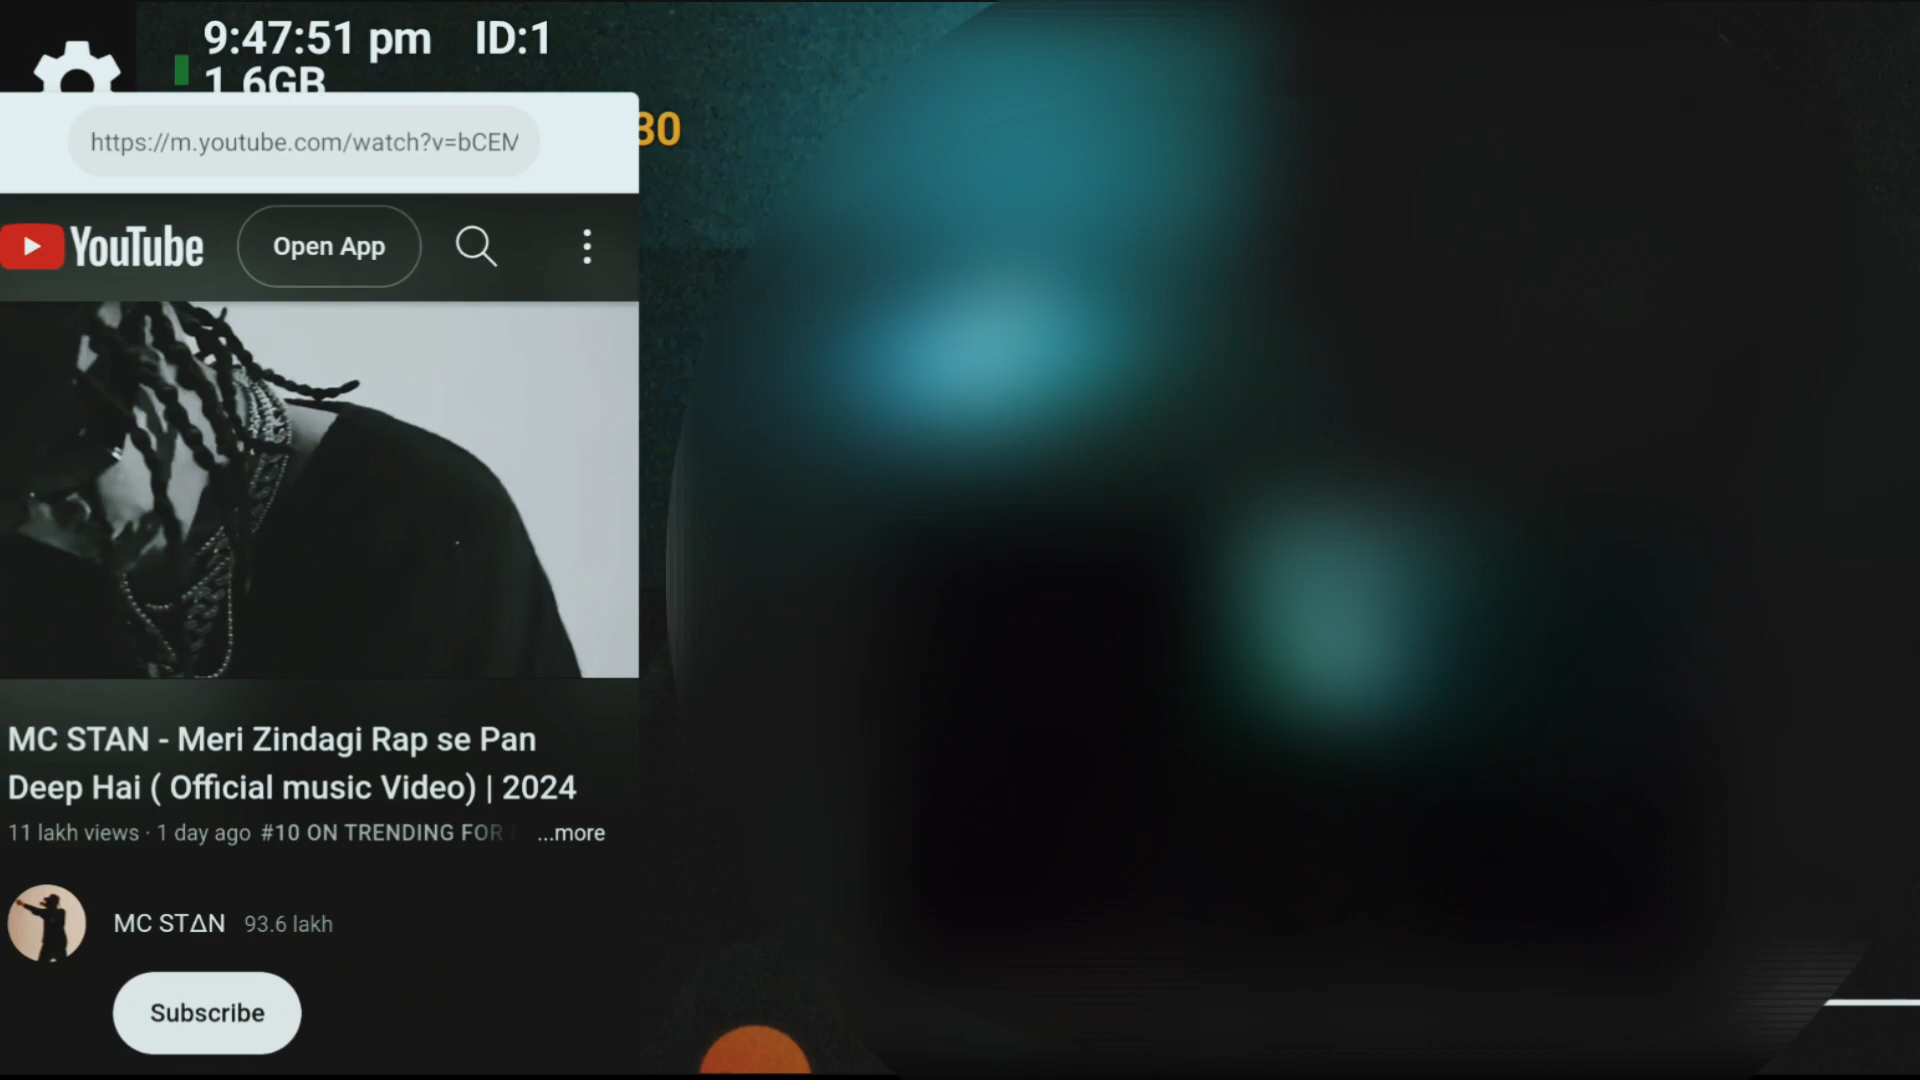 9:47:51 pm ID:1
1.6GB
30
https://m.youtube.com/watch?v=bCEM
YouTube
Open App
MC STAN - Meri Zindagi Rap se Pan
Deep Hai ( Official music Video) | 2024
11 lakh views · 1 day ago #10 ON TRENDING FOR ...more
MC STΔN 93.6 lakh
Subscribe